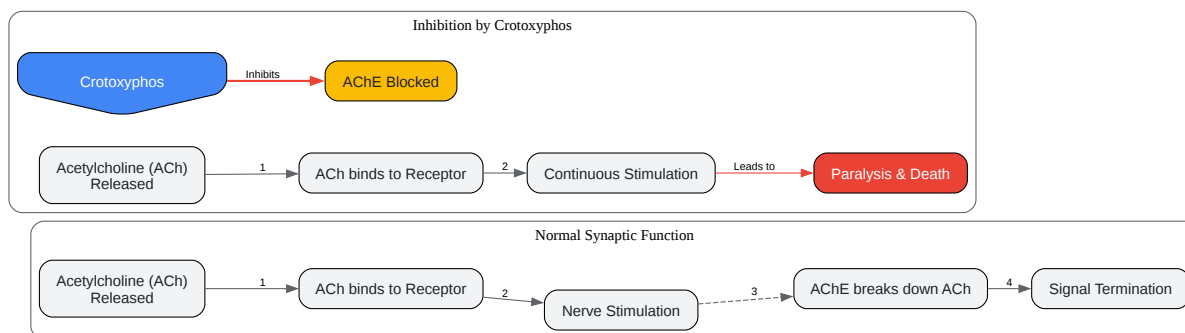 Inhibition by Crotoxyphos
Crotoxyphos
Inhibits
AChE Blocked
Acetylcholine (ACh)
Released
1
ACh binds to Receptor
2
Continuous Stimulation
Leads to
Paralysis & Death
Normal Synaptic Function
Acetylcholine (ACh)
Released
1
ACh binds to Receptor
2
Nerve Stimulation
3
AChE breaks down ACh
4
Signal Termination